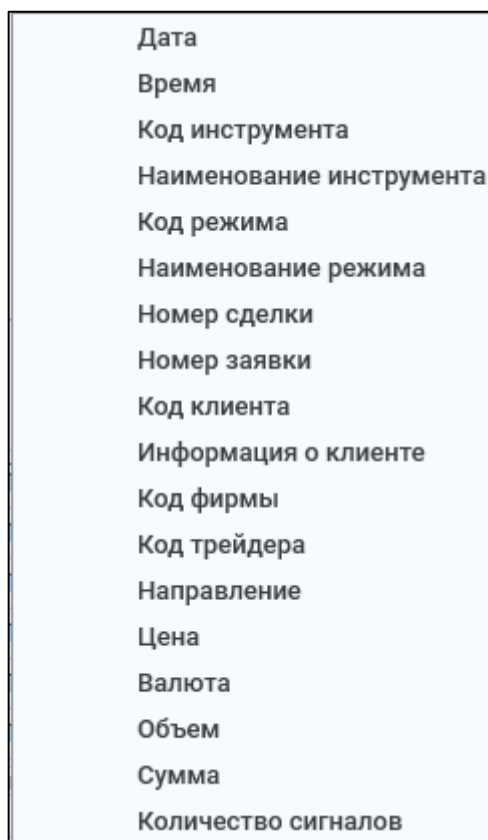 Дата
Время
Код инструмента
Наименование инструмента
Код режима
Наименование режима
Номер сделки
Номер заявки
Код клиента
Информация о клиенте
Код фирмы
Код трейдера
Направление
Цена
Валюта
Объем
Сумма
Количество сигналов